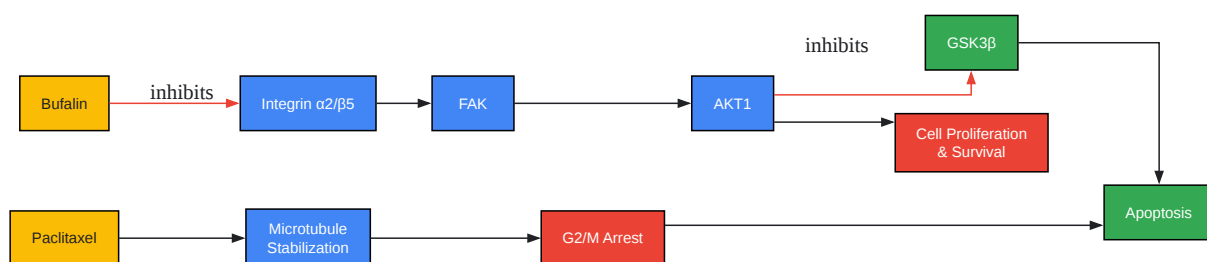 inhibits
GSK3β
Bufalin
inhibits
Integrin α2/β5
FAK
AKT1
Cell Proliferation
& Survival
Paclitaxel
Microtubule
Stabilization
G2/M Arrest
Apoptosis